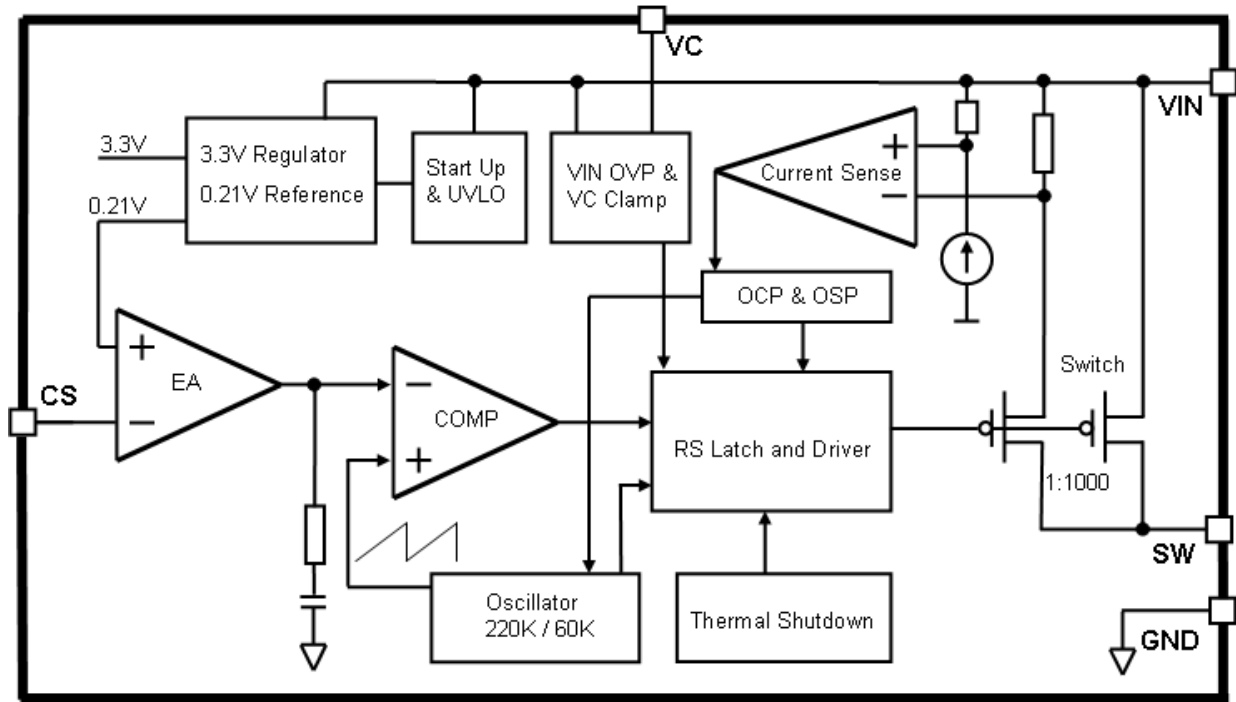 VC
VIN
3.3V
3.3V Regulator
0.21V Reference
0.21V
Start Up
& UVLO
VIN OVP &
VC Clamp
+
Current Sense
−
OCP & OSP
+
EA
−
CS
−
COMP
+
RS Latch and Driver
Switch
1:1000
SW
Oscillator
220K / 60K
Thermal Shutdown
GND